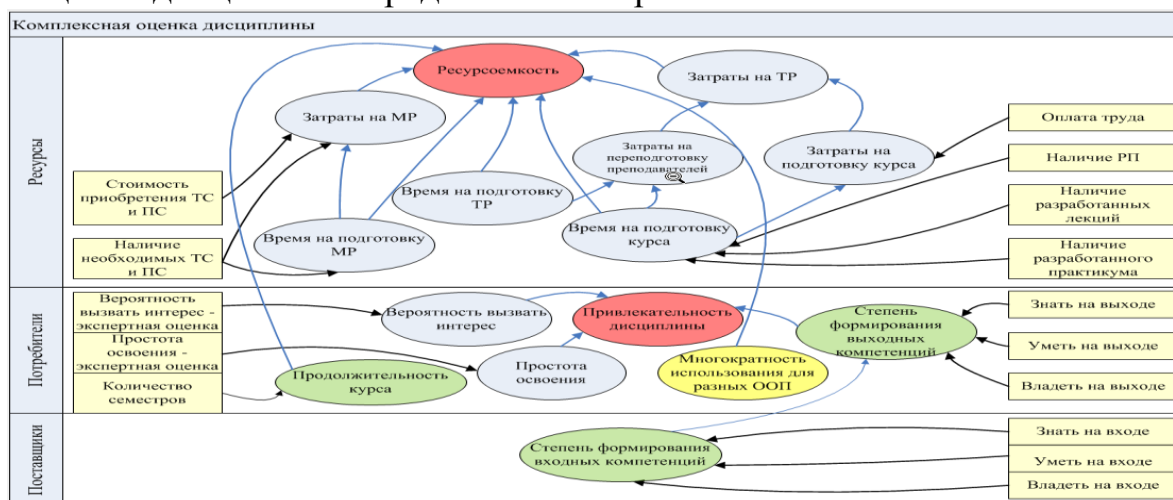 Комплексная оценка дисциплины
Ресурсы
Ресурсоемкость
Затраты на ТР
Затраты на МР
Затраты на
переподготовку
преподавателей
Затраты на
подготовку курса
Время на подготовку
ТР
Время на подготовку
МР
Время на подготовку
курса
Стоимость
приобретения ТС
и ПС
Наличие
необходимых ТС
и ПС
Оплата труда
Наличие РП
Наличие
разработанных
лекций
Наличие
разработанного
практикума
Потребители
Вероятность
вызвать интерес -
экспертная оценка
Простота
освоения -
экспертная оценка
Количество
семестров
Вероятность вызвать
интерес
Привлекательность
дисциплины
Простота
освоения
Продолжительность
курса
Многократность
использования для
разных ООП
Степень
формирования
выходных
компетенций
Знать на выходе
Уметь на выходе
Владеть на выходе
Поставщики
Степень формирования
входных компетенций
Знать на входе
Уметь на входе
Владеть на входе